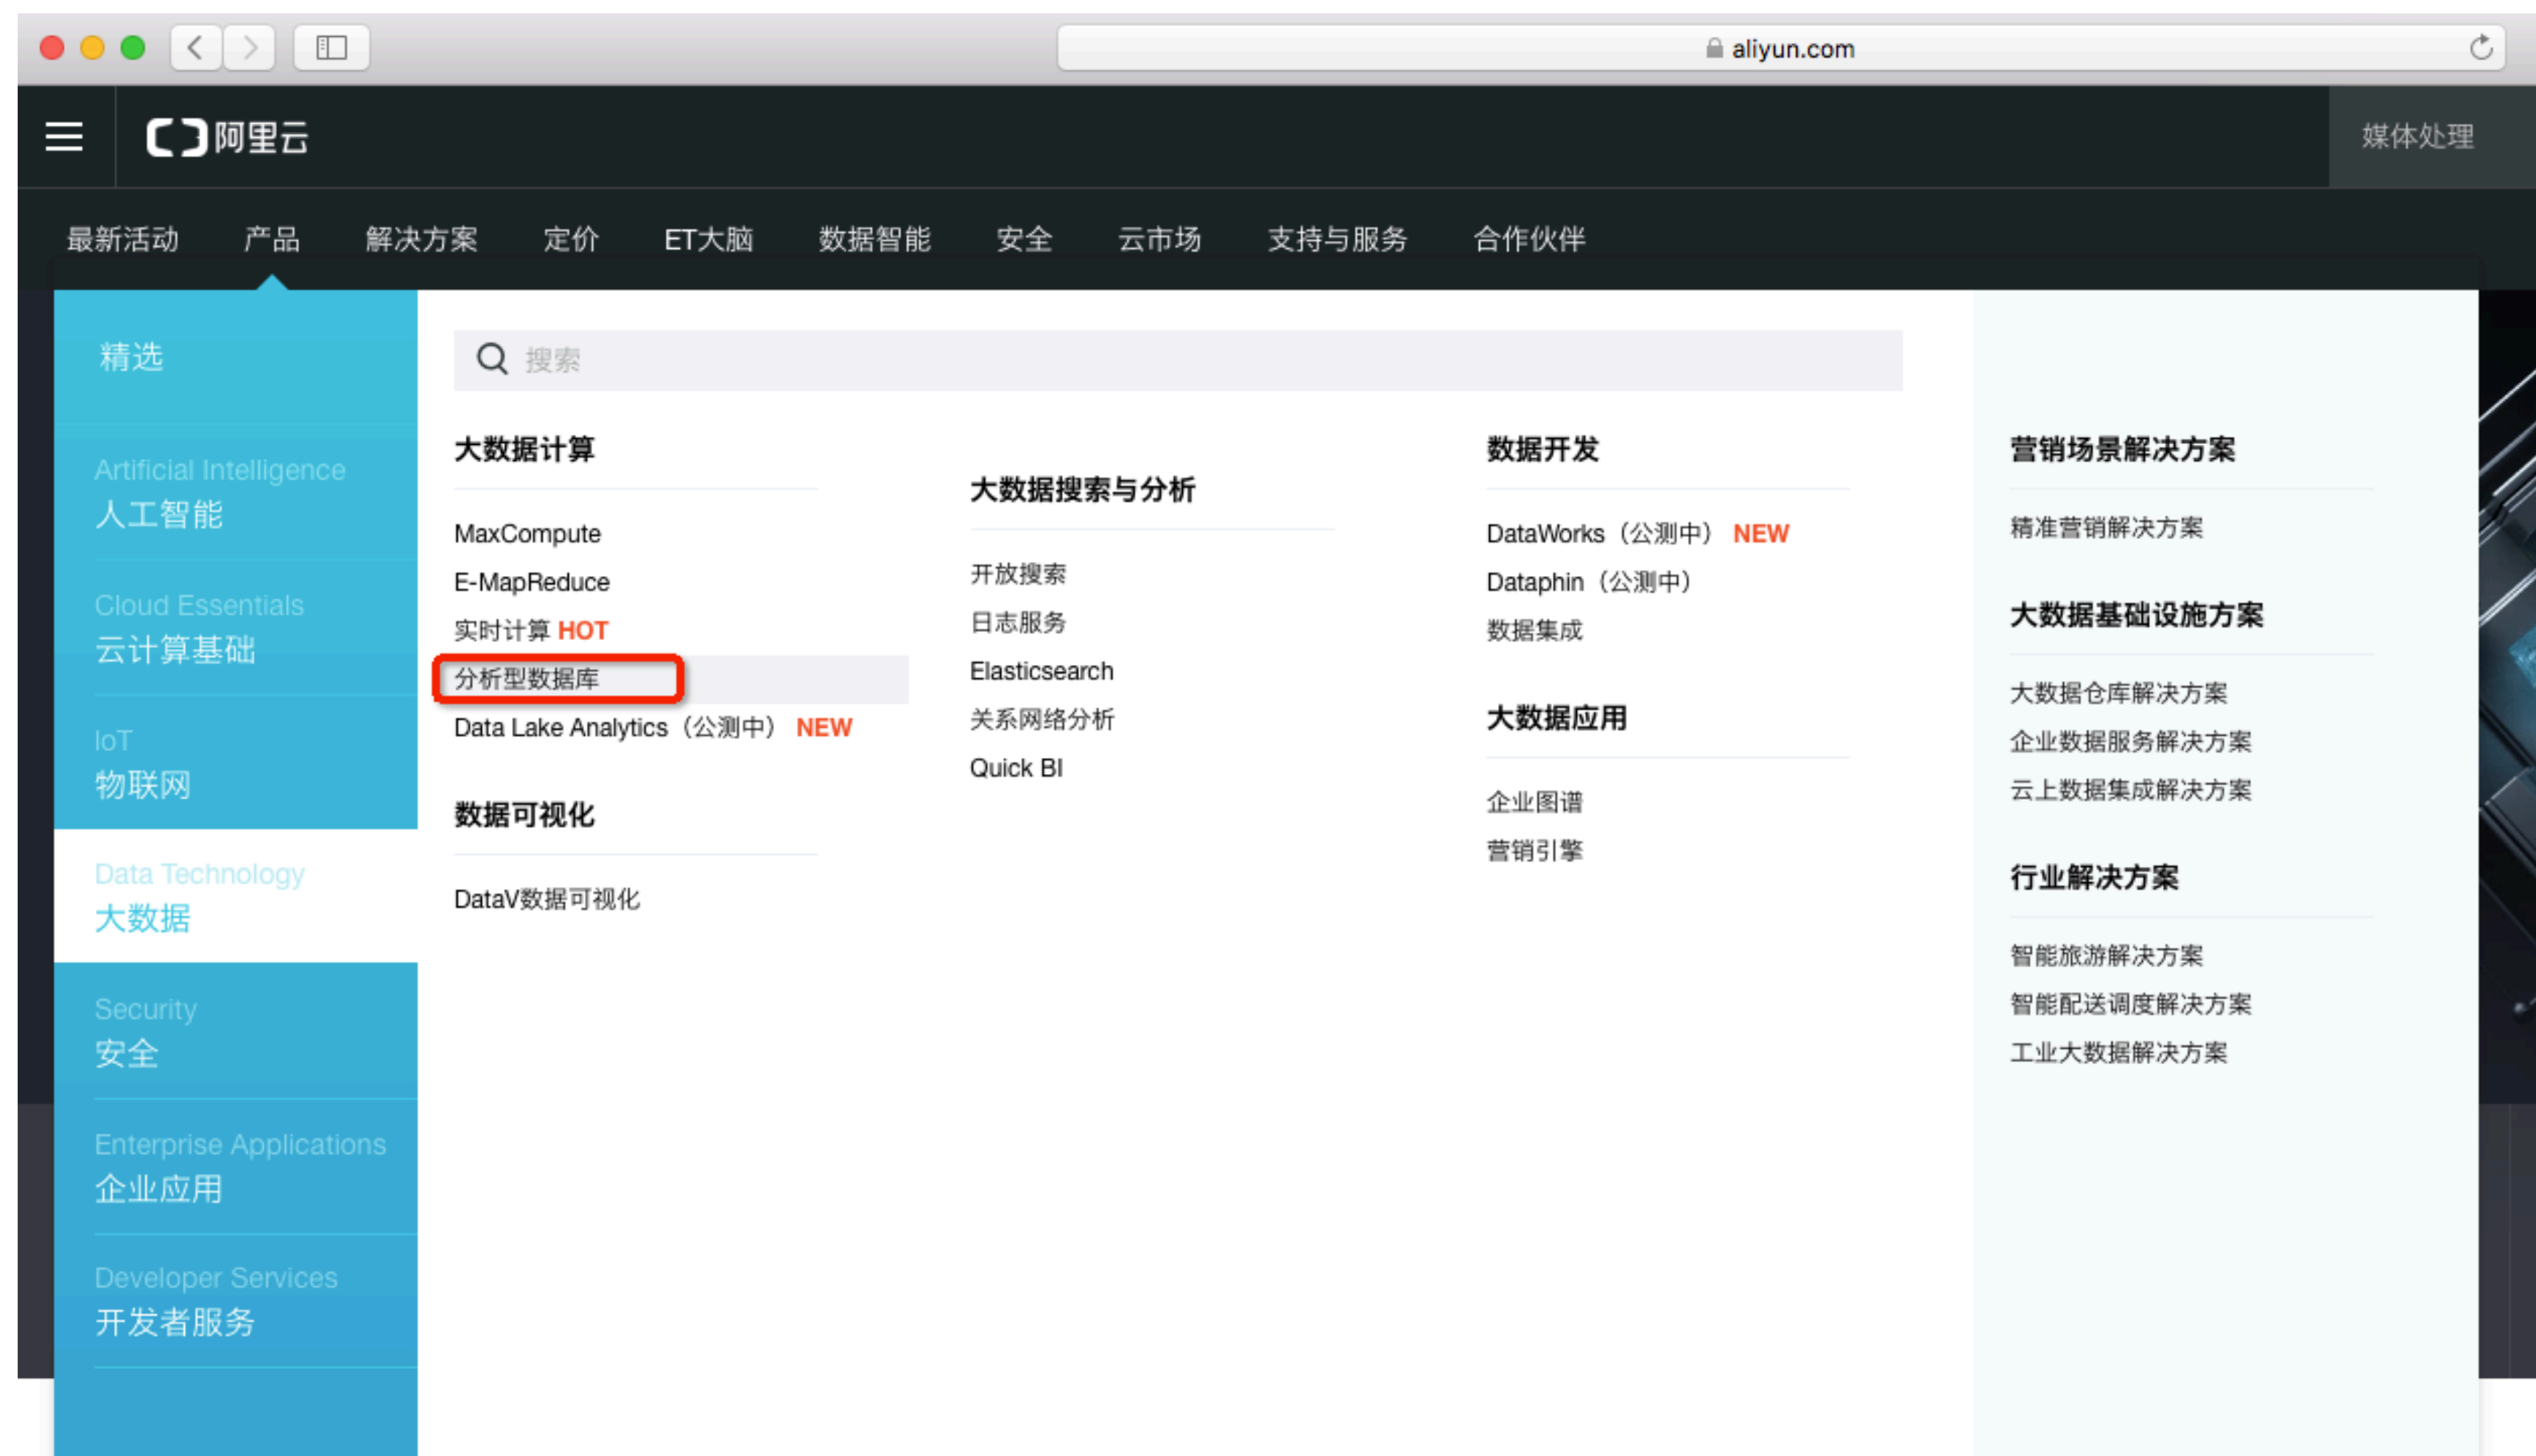 aliyun.com
阿里云
媒体处理
最新活动 产品 解决方案 定价 ET大脑 数据智能 安全 云市场 支持与服务 合作伙伴
精选
Artificial Intelligence
人工智能
Cloud Essentials
云计算基础
IoT
物联网
Data Technology
大数据
Security
安全
Enterprise Applications
企业应用
Developer Services
开发者服务
搜索
大数据计算
MaxCompute
E-MapReduce
实时计算 HOT
分析型数据库
Data Lake Analytics（公测中） NEW
数据可视化
DataV数据可视化
大数据搜索与分析
开放搜索
日志服务
Elasticsearch
关系网络分析
Quick BI
数据开发
DataWorks（公测中） NEW
Dataphin（公测中）
数据集成
大数据应用
企业图谱
营销引擎
营销场景解决方案
精准营销解决方案
大数据基础设施方案
大数据仓库解决方案
企业数据服务解决方案
云上数据集成解决方案
行业解决方案
智能旅游解决方案
智能配送调度解决方案
工业大数据解决方案